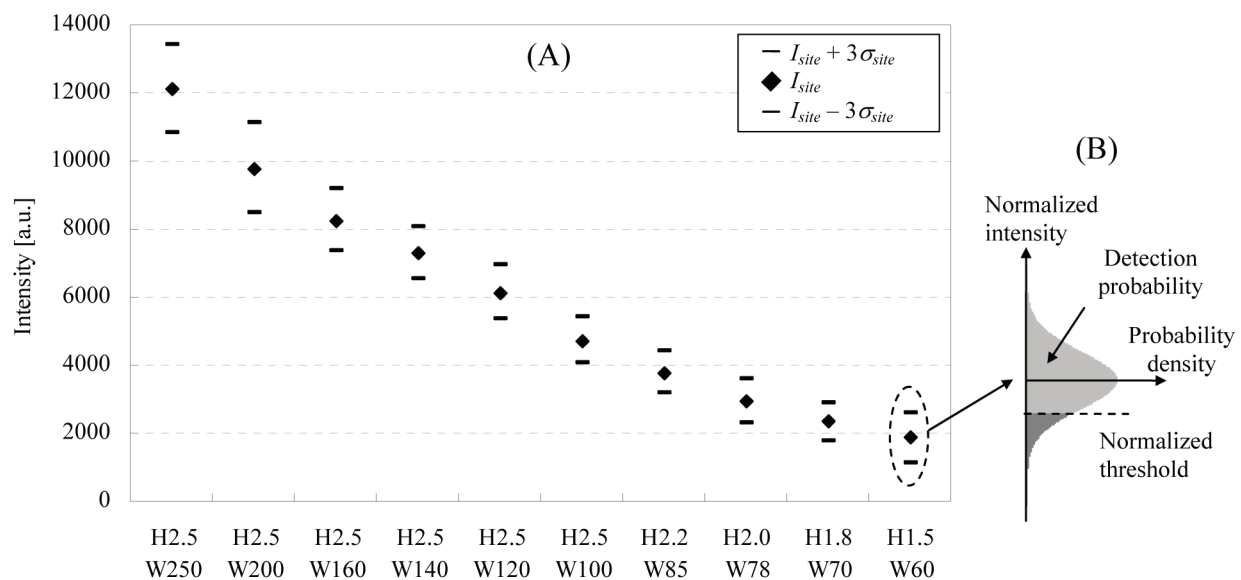 14000
12000
10000
8000
6000
4000
2000
0
Intensity [a.u.]
(A)
I_site + 3σ_site
I_site
I_site − 3σ_site
H2.5 H2.5 H2.5 H2.5 H2.5 H2.5 H2.2 H2.0 H1.8 H1.5
W250 W200 W160 W140 W120 W100 W85 W78 W70 W60
(B)
Normalized
intensity
Detection
probability
Probability
density
Normalized
threshold